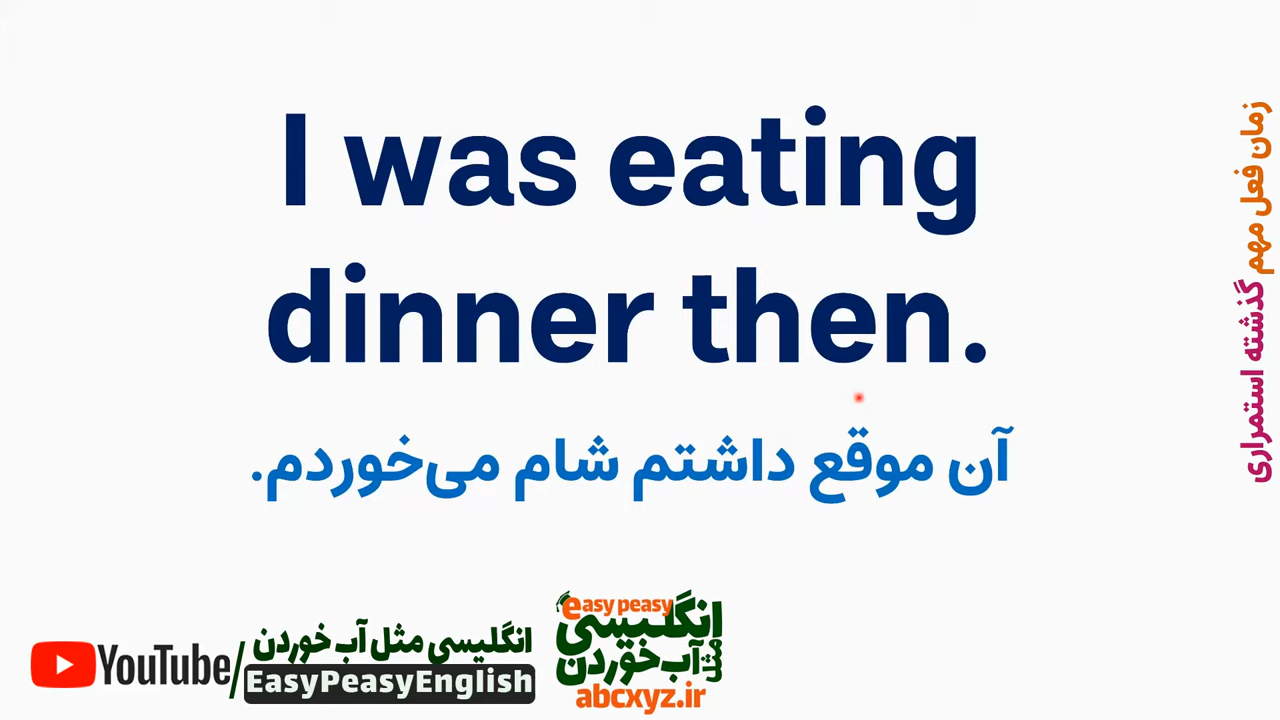 I was eating
dinner then.
آن موقع داشتم شام می‌خوردم.
زمان فعل مهم گذشته استمراری
YouTube/انگلیسی مثل آب خوردن
EasyPeasyEnglish
easy peasy
انگلیسی
مثل
آب خوردن
abcxyz.ir